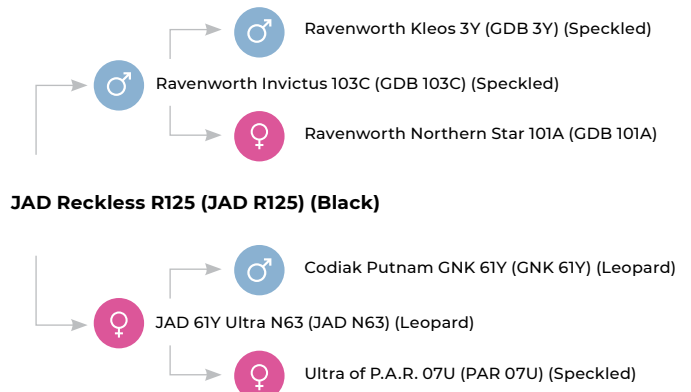 Ravenworth Kleos 3Y (GDB 3Y) (Speckled)
Ravenworth Invictus 103C (GDB 103C) (Speckled)
Ravenworth Northern Star 101A (GDB 101A)
JAD Reckless R125 (JAD R125) (Black)
Codiak Putnam GNK 61Y (GNK 61Y) (Leopard)
JAD 61Y Ultra N63 (JAD N63) (Leopard)
Ultra of P.A.R. 07U (PAR 07U) (Speckled)